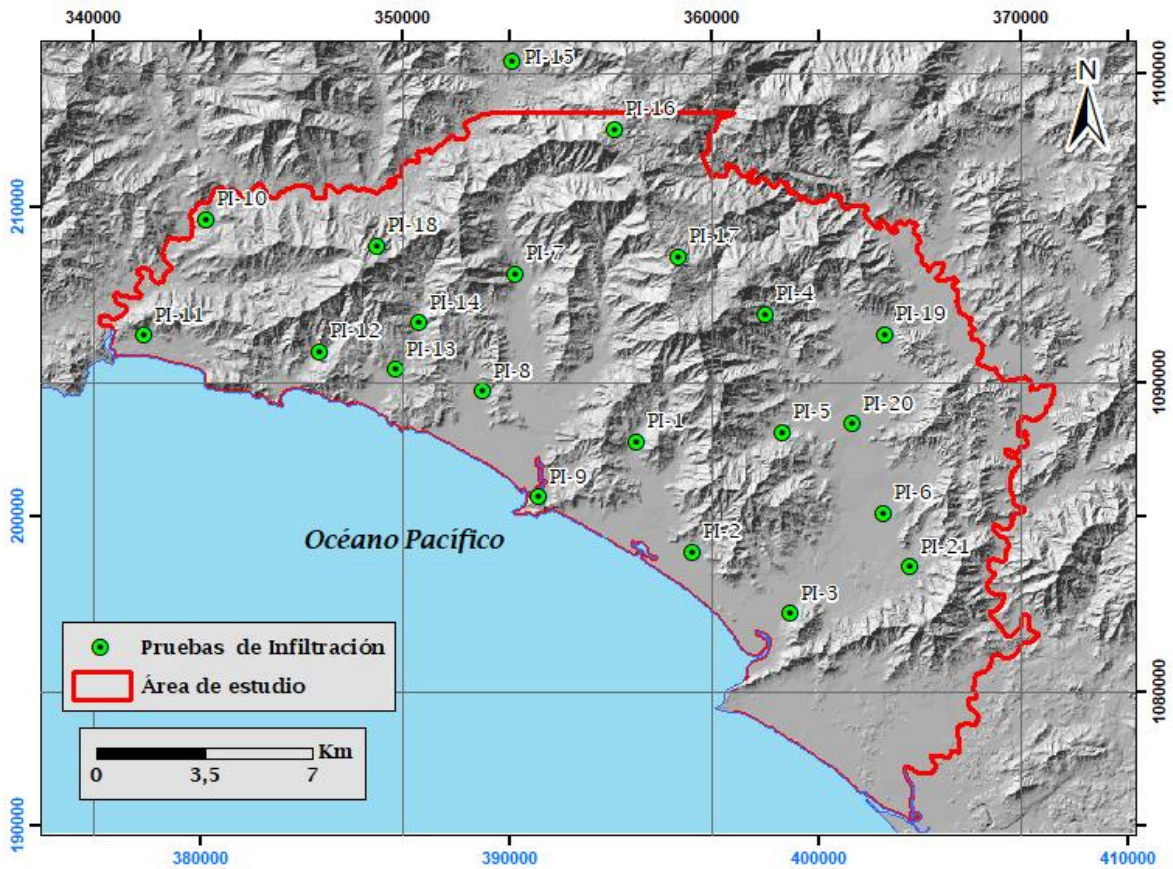 340000
350000
360000
370000
PI-15
N
1100000
PI-16
PI-10
210000
PI-18
PI-17
PI-7
PI-4
PI-14
PI-19
PI-11
PI-12
PI-13
PI-8
1090000
PI-20
PI-1
PI-5
PI-9
PI-6
200000
Océano Pacífico
PI-2
PI-21
PI-3
Pruebas de Infiltración
Área de estudio
1080000
Km
0
3,5
7
190000
380000
390000
400000
410000